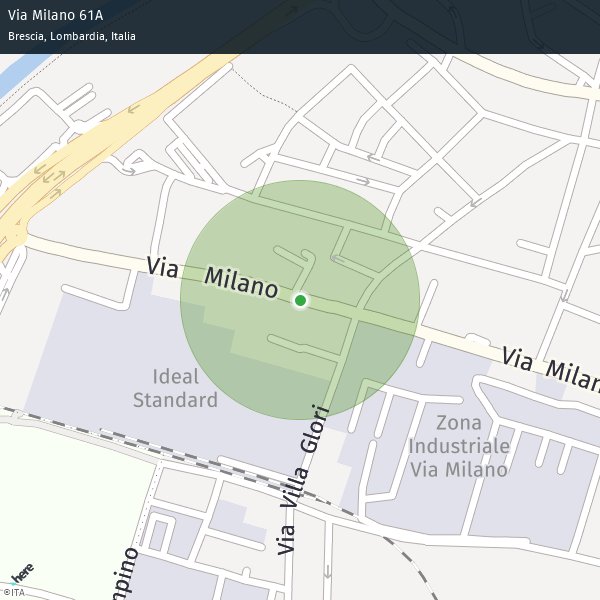 Via Milano 61A
Brescia, Lombardia, Italia
Via Milano
Via Milan
Ideal
Standard
Zona
Industriale
Via Milano
Via Villa Glori
mpino
here
©ITA